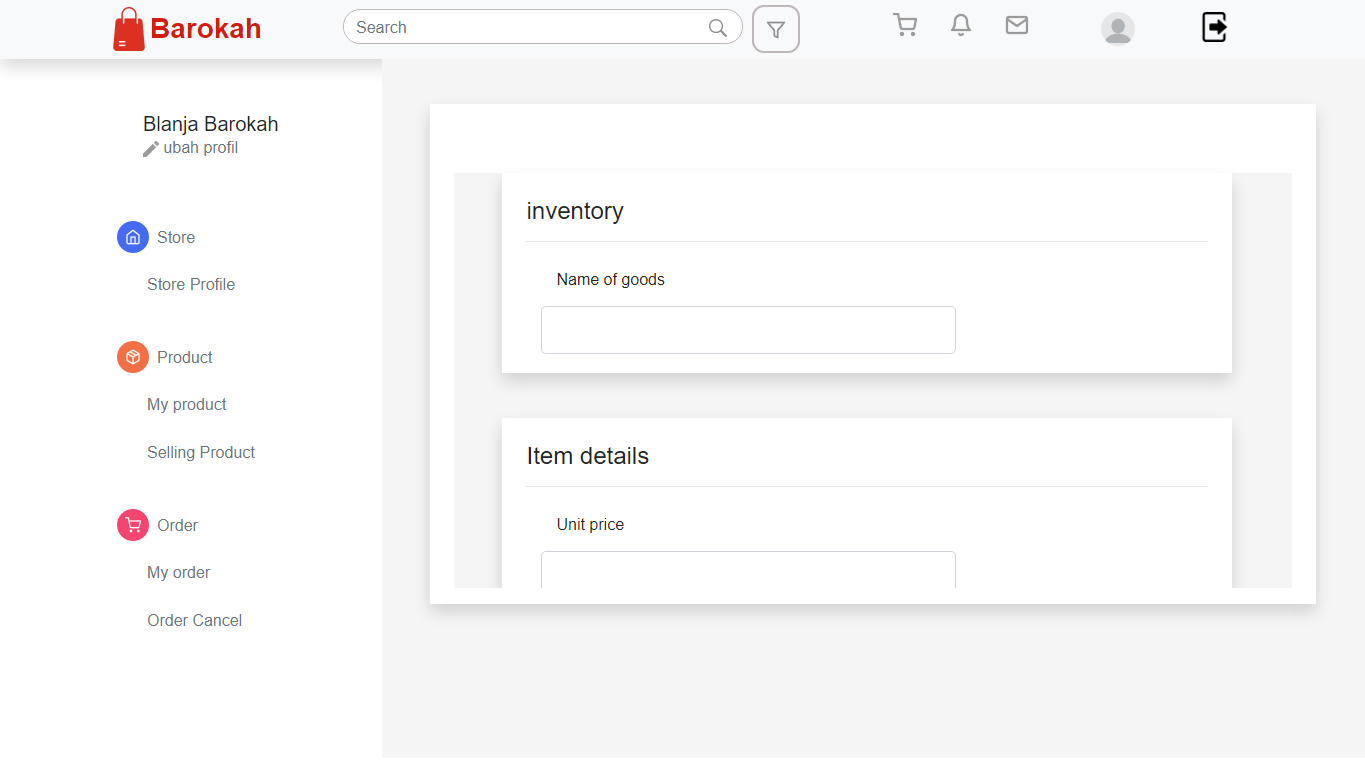 Barokah
Search
Blanja Barokah
ubah profil
Store
Store Profile
Product
My product
Selling Product
Order
My order
Order Cancel
inventory
Name of goods
Item details
Unit price